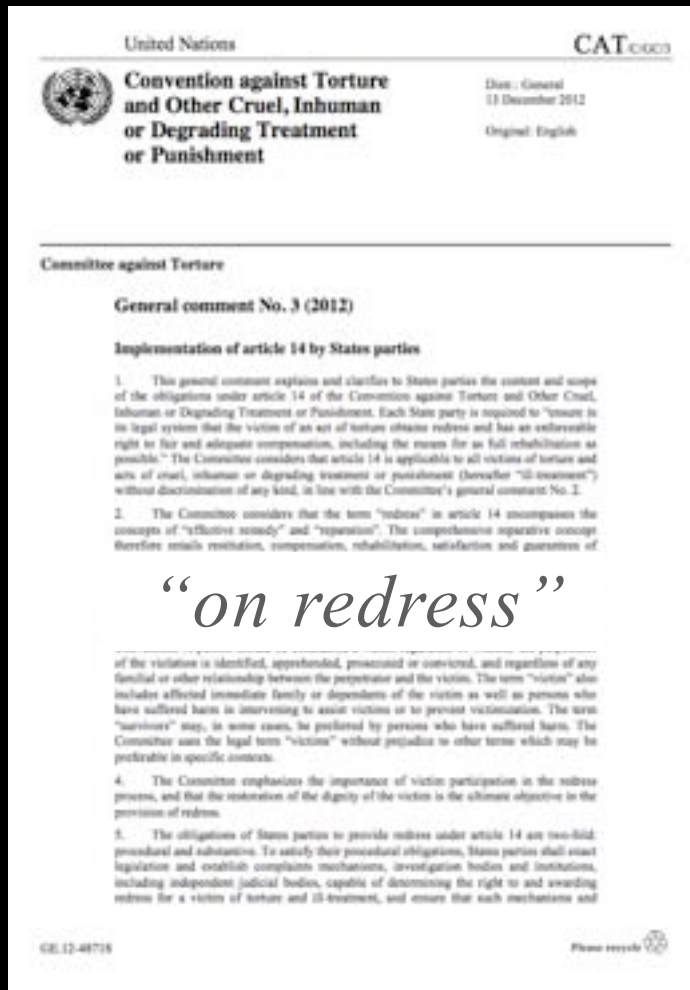 United Nations
CAT/C/GC/3
Convention against Torture
and Other Cruel, Inhuman
or Degrading Treatment
or Punishment
Distr.: General
13 December 2012
Original: English
Committee against Torture
General comment No. 3 (2012)
Implementation of article 14 by States parties
1. This general comment explains and clarifies to States parties the content and scope
of the obligations under article 14 of the Convention against Torture and Other Cruel,
Inhuman or Degrading Treatment or Punishment. Each State party is required to “ensure in
its legal system that the victim of an act of torture obtains redress and has an enforceable
right to fair and adequate compensation, including the means for as full rehabilitation as
possible.” The Committee considers that article 14 is applicable to all victims of torture and
acts of cruel, inhuman or degrading treatment or punishment (hereafter “ill-treatment”)
without discrimination of any kind, in line with the Committee’s general comment No. 2.
2. The Committee considers that the term “redress” in article 14 encompasses the
concepts of “effective remedy” and “reparation”. The comprehensive reparative concept
therefore entails restitution, compensation, rehabilitation, satisfaction and guarantees of
“on redress”
of the violation is identified, apprehended, prosecuted or convicted, and regardless of any
familial or other relationship between the perpetrator and the victim. The term “victim” also
includes affected immediate family or dependents of the victim as well as persons who
have suffered harm in intervening to assist victims or to prevent victimization. The term
“survivors” may, in some cases, be preferred by persons who have suffered harm. The
Committee uses the legal term “victims” without prejudice to other terms which may be
preferable in specific contexts.
4. The Committee emphasizes the importance of victim participation in the redress
process, and that the restoration of the dignity of the victim is the ultimate objective in the
provision of redress.
5. The obligations of States parties to provide redress under article 14 are two-fold:
procedural and substantive. To satisfy their procedural obligations, States parties shall enact
legislation and establish complaints mechanisms, investigation bodies and institutions,
including independent judicial bodies, capable of determining the right to and awarding
redress for a victim of torture and ill-treatment, and ensure that such mechanisms and
GE.12-48718
Please recycle